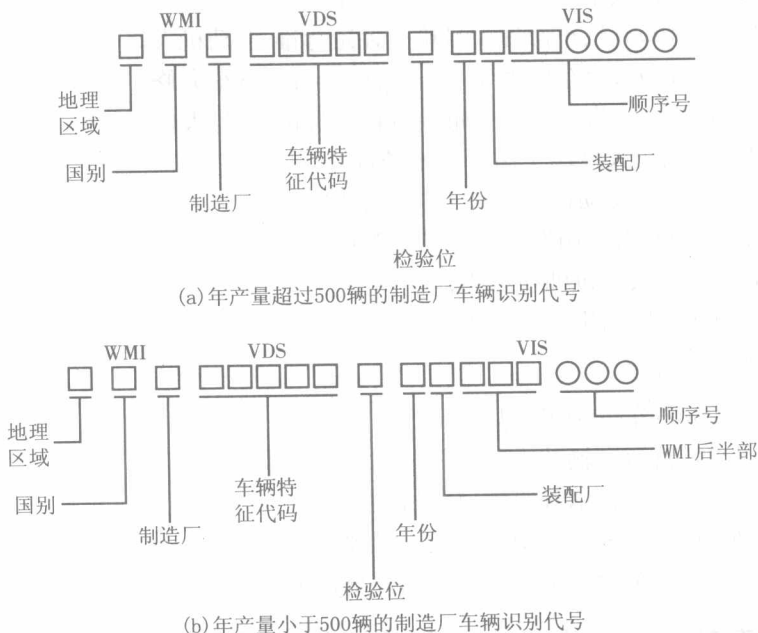 WMI VDS VIS
地理
区域
国别
制造厂
车辆特
征代码
检验位
年份
装配厂
顺序号
(a)年产量超过500辆的制造厂车辆识别代号
WMI VDS VIS
地理
区域
国别
制造厂
车辆特
征代码
检验位
年份
装配厂
WMI后半部
顺序号
(b)年产量小于500辆的制造厂车辆识别代号